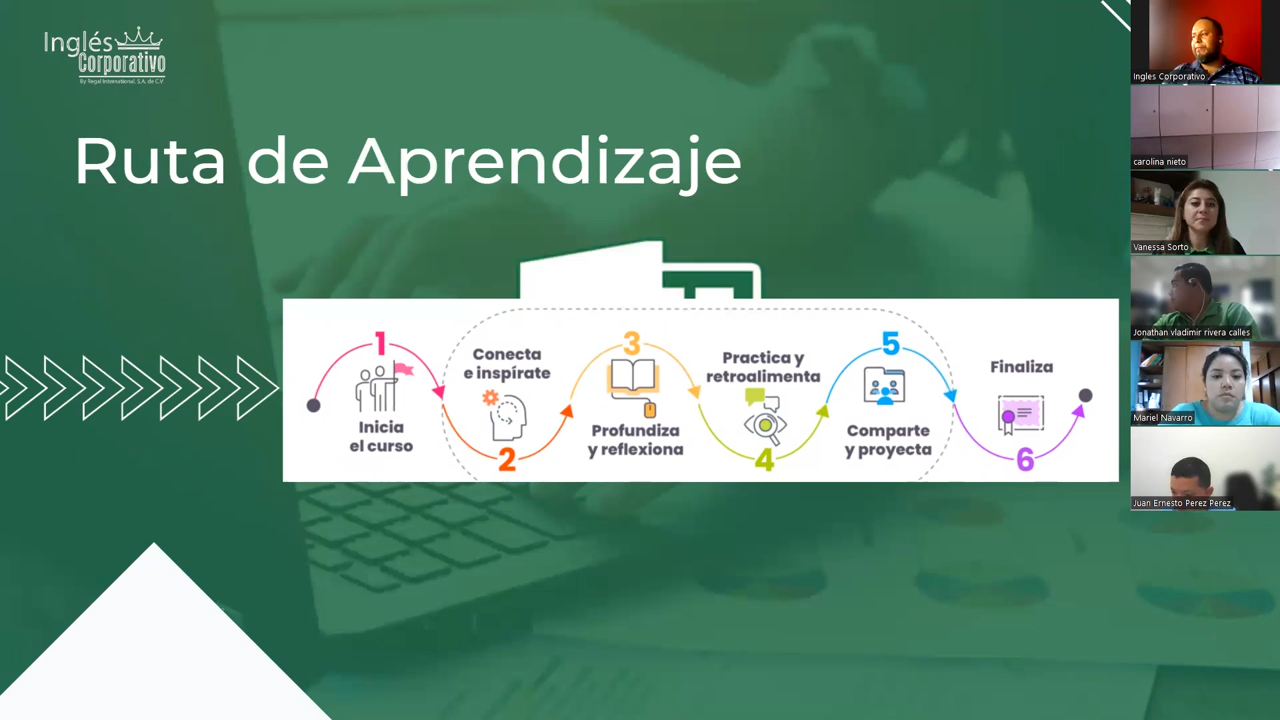 Inglés
Corporativo
By Regal International, S.A. de C.V
Ruta de Aprendizaje
1
Inicia
el curso
Conecta
e inspírate
2
3
Profundiza
y reflexiona
Practica y
retroalimenta
4
5
Comparte
y proyecta
Finaliza
6
Ingles Corporativo
carolina nieto
Vanessa Sorto
Jonathan vladimir rivera calles
Mariel Navarro
Juan Ernesto Perez Perez